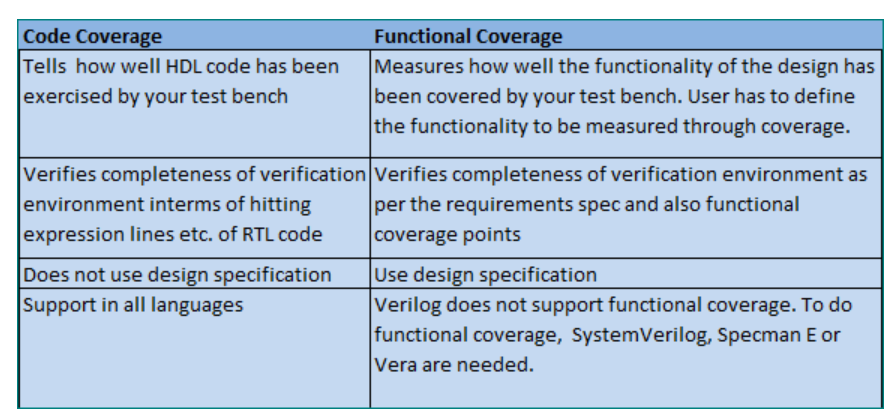 Code Coverage
Functional Coverage
Tells how well HDL code has been
exercised by your test bench
Measures how well the functionality of the design has
been covered by your test bench. User has to define
the functionality to be measured through coverage.
Verifies completeness of verification
environment interms of hitting
expression lines etc. of RTL code
Verifies completeness of verification environment as
per the requirements spec and also functional
coverage points
Does not use design specification
Use design specification
Support in all languages
Verilog does not support functional coverage. To do
functional coverage, SystemVerilog, Specman E or
Vera are needed.